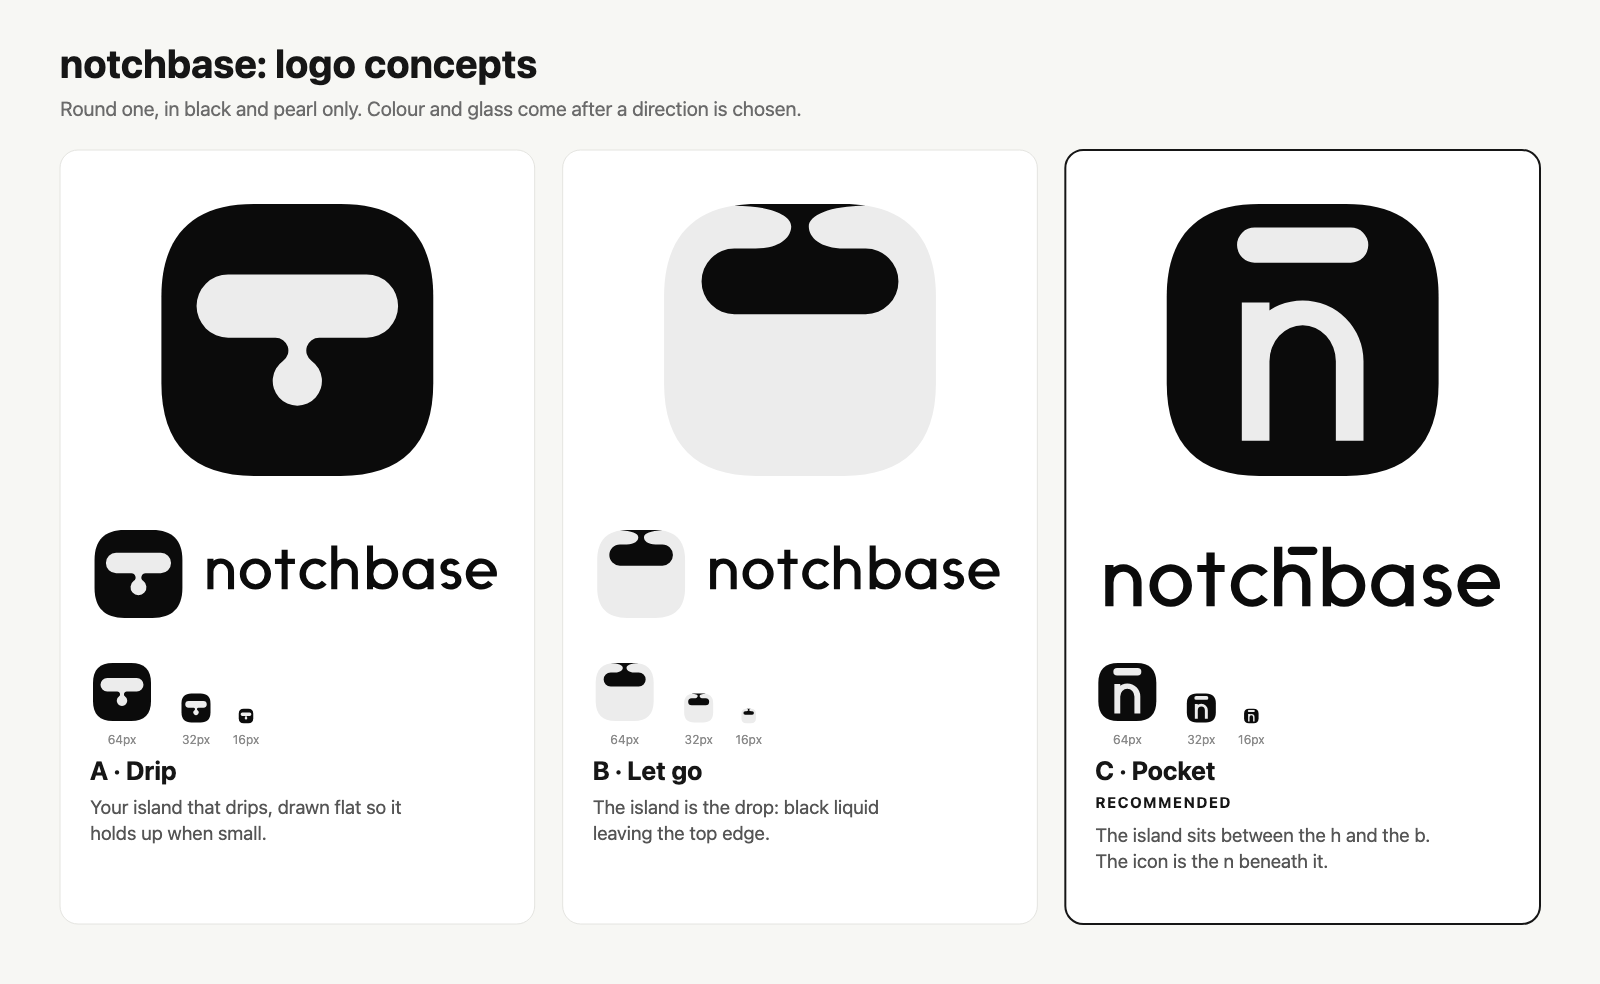 notchbase: logo concepts
Round one, in black and pearl only. Colour and glass come after a direction is chosen.
n
notchbase
64px 32px 16px
A · Drip
Your island that drips, drawn flat so it
holds up when small.
notchbase
64px 32px 16px
B · Let go
The island is the drop: black liquid
leaving the top edge.
notchbase
n
n
n
64px 32px 16px
C · Pocket
RECOMMENDED
The island sits between the h and the b.
The icon is the n beneath it.